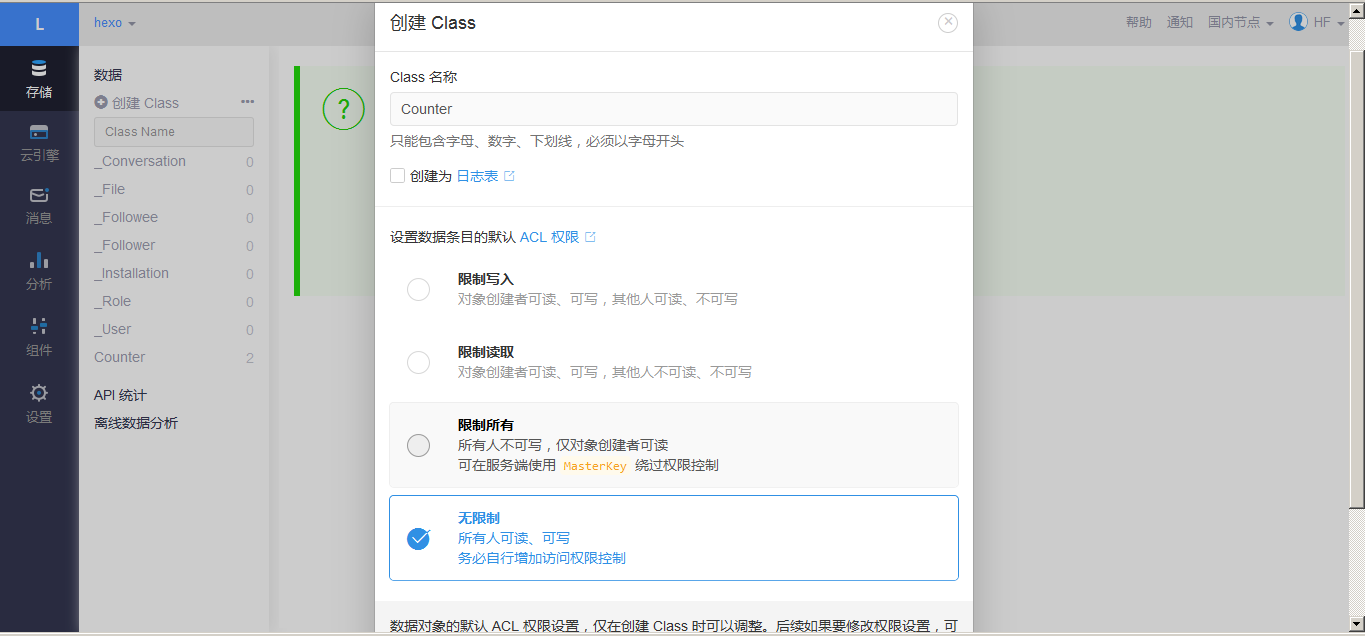 L
hexo
帮助 通知 国内节点 HF
存储
云引擎
消息
分析
组件
设置
数据
创建 Class
Class Name
_Conversation 0
_File 0
_Followee 0
_Follower 0
_Installation 0
_Role 0
_User 0
Counter 2
API 统计
离线数据分析
?
创建 Class
Class 名称
Counter
只能包含字母、数字、下划线，必须以字母开头
创建为 日志表
设置数据条目的默认 ACL 权限
限制写入
对象创建者可读、可写，其他人可读、不可写
限制读取
对象创建者可读、可写，其他人不可读、不可写
限制所有
所有人不可写，仅对象创建者可读
可在服务端使用 MasterKey 绕过权限控制
无限制
所有人可读、可写
务必自行增加访问权限控制
数据对象的默认 ACL 权限设置，仅在创建 Class 时可以调整。后续如果要修改权限设置，可